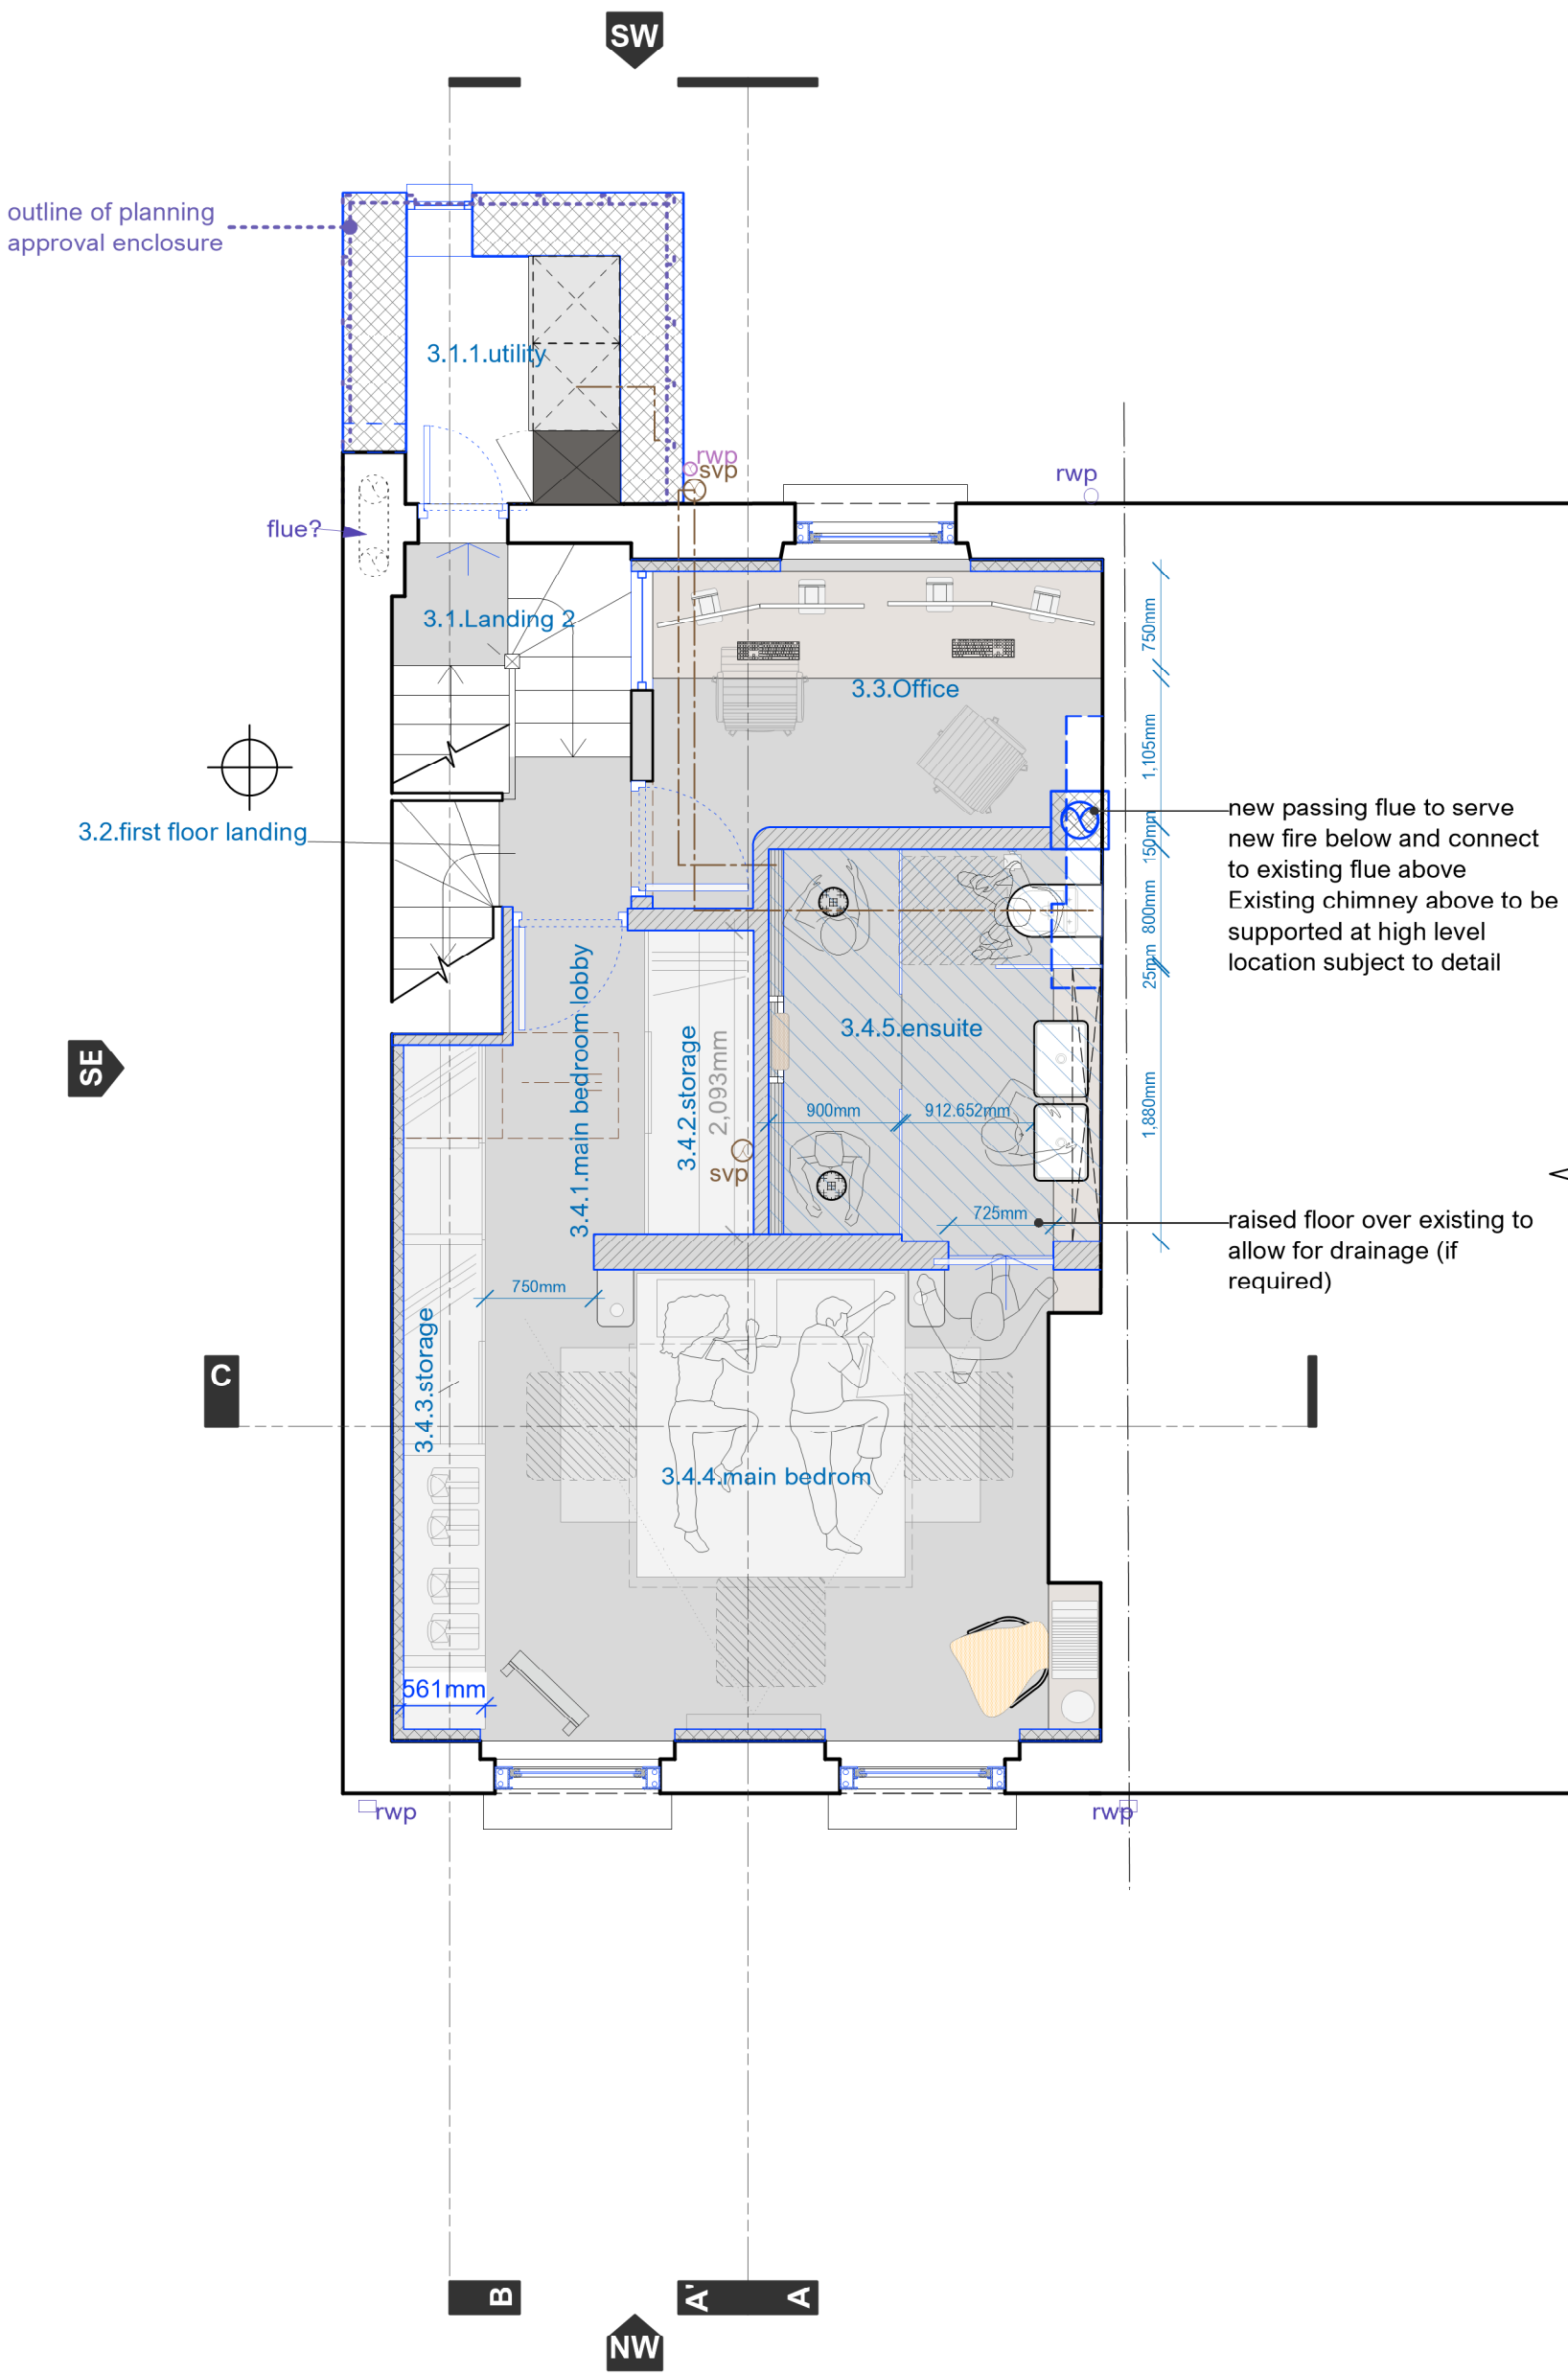 SW
outline of planning
approval enclosure
3.1.1.utility
rwp
svp
rwp
flue?
3.1.Landing 2
750mm
3.3.Office
1,105mm
3.2.first floor landing
150mm
new passing flue to serve
new fire below and connect
to existing flue above
Existing chimney above to be
supported at high level
location subject to detail
800mm
25mm
3.4.1.main bedroom lobby
3.4.2.storage
2,093mm
3.4.5.ensuite
SE
900mm
912.652mm
1,880mm
svp
725mm
raised floor over existing to
allow for drainage (if
required)
750mm
3.4.3.storage
C
3.4.4.main bedrom
561mm
rwp
rwp
B
A'
A
NW